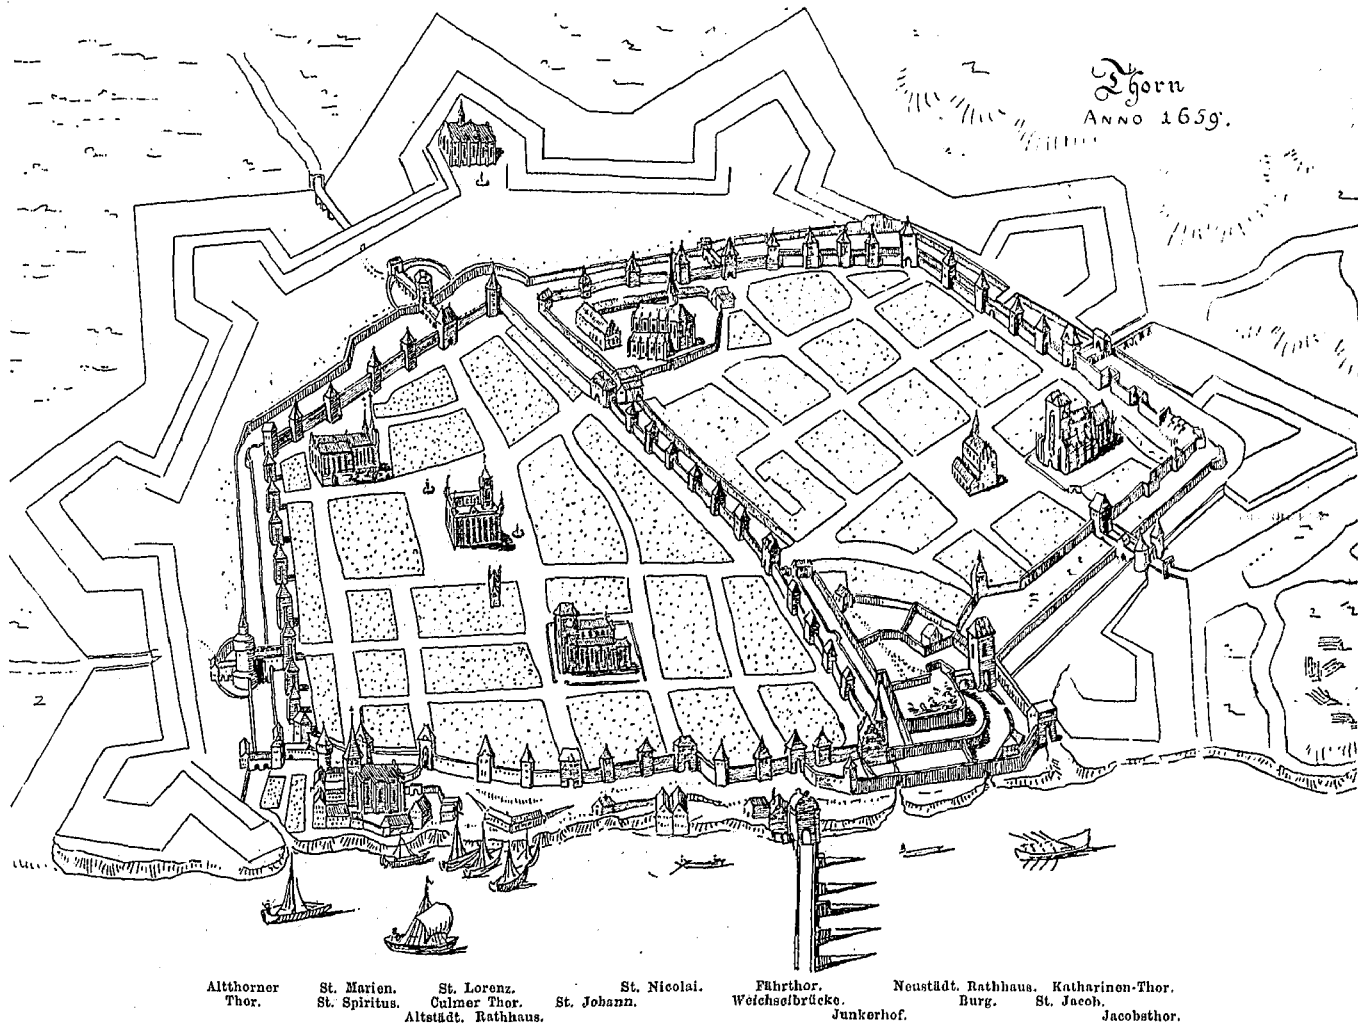 Thorn
ANNO 1659.
Altthorner St. Marien. St. Lorenz. St. Nicolai. Fährthor. Neustädt. Rathhaus. Katharinen-Thor.
Thor. St. Spiritus. Culmer Thor. St. Johann. Weichselbrücke. Burg. St. Jacob.
Altstädt. Rathhaus. Junkerhof. Jacobsthor.